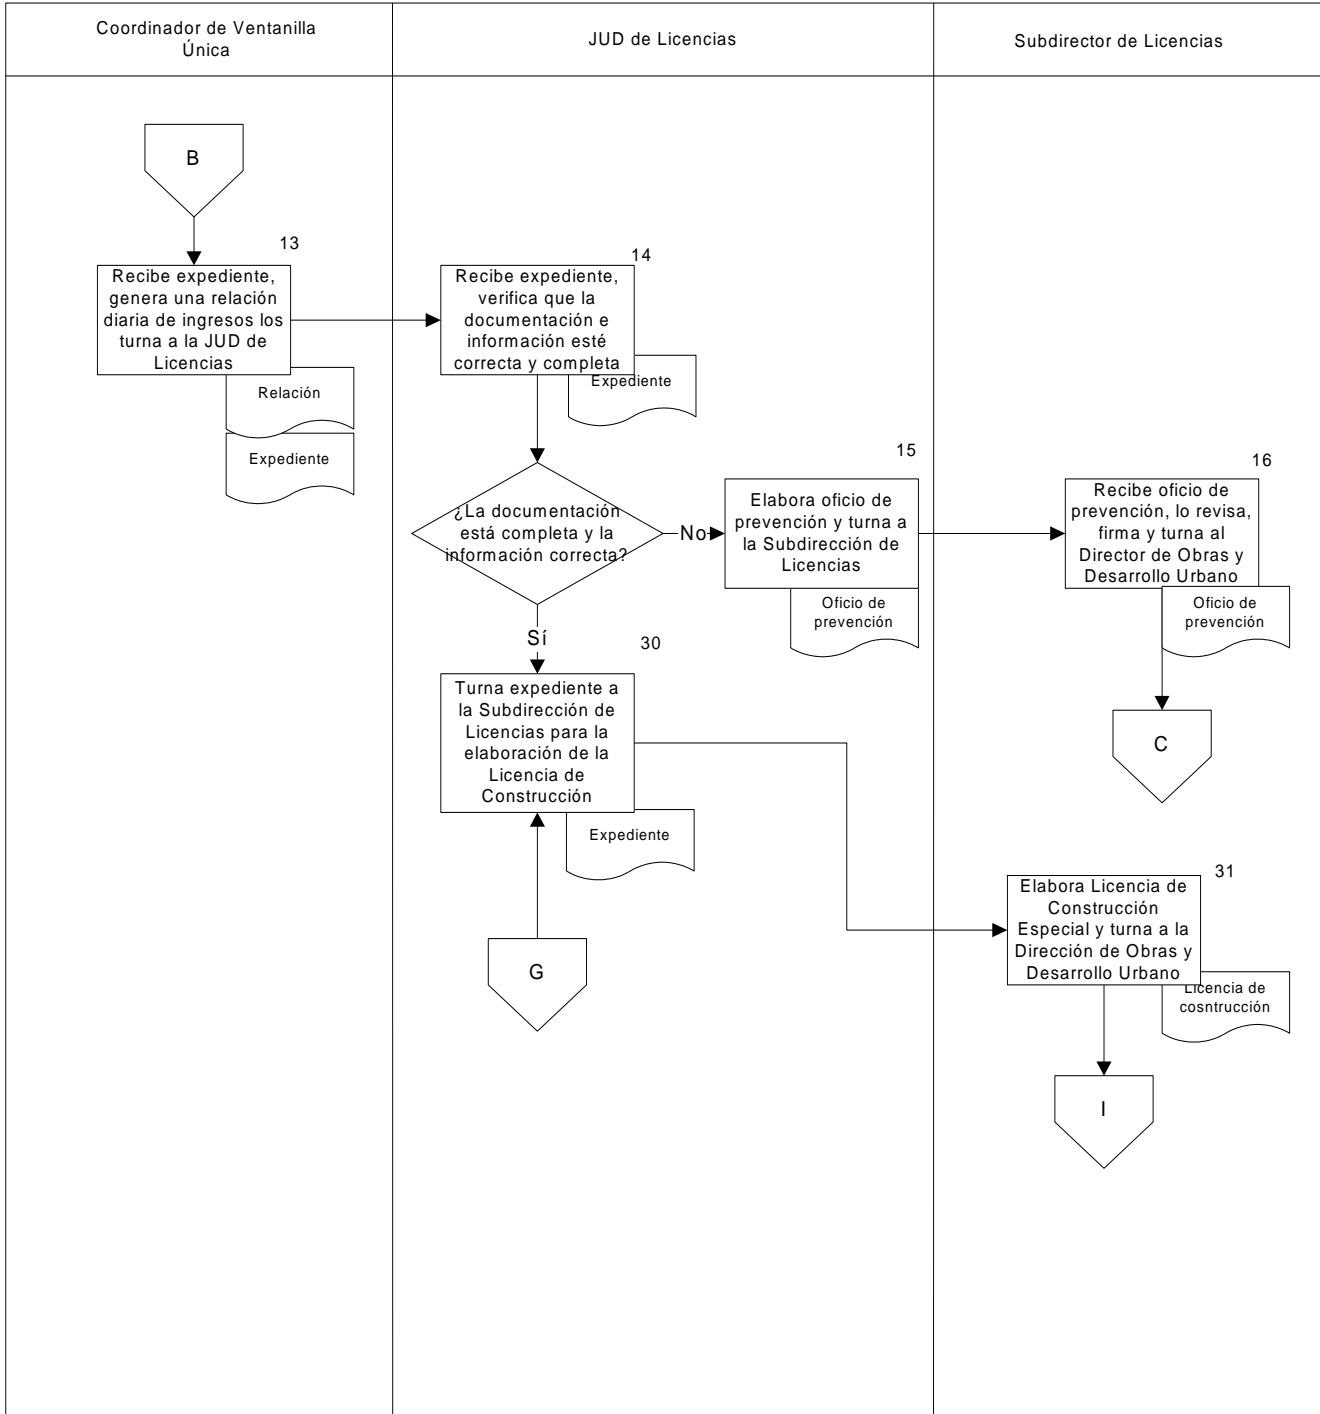 Coordinador de Ventanilla
Única
JUD de Licencias
Subdirector de Licencias
B
13
Recibe expediente,
genera una relación
diaria de ingresos los
turna a la JUD de
Licencias
Relación
Expediente
14
Recibe expediente,
verifica que la
documentación e
información esté
correcta y completa
Expediente
¿La documentación
está completa y la
información correcta?
No
15
Elabora oficio de
prevención y turna a
la Subdirección de
Licencias
Oficio de
prevención
16
Recibe oficio de
prevención, lo revisa,
firma y turna al
Director de Obras y
Desarrollo Urbano
Oficio de
prevención
C
Sí
30
Turna expediente a
la Subdirección de
Licencias para la
elaboración de la
Licencia de
Construcción
Expediente
G
31
Elabora Licencia de
Construcción
Especial y turna a la
Dirección de Obras y
Desarrollo Urbano
Licencia de
cosntrucción
I